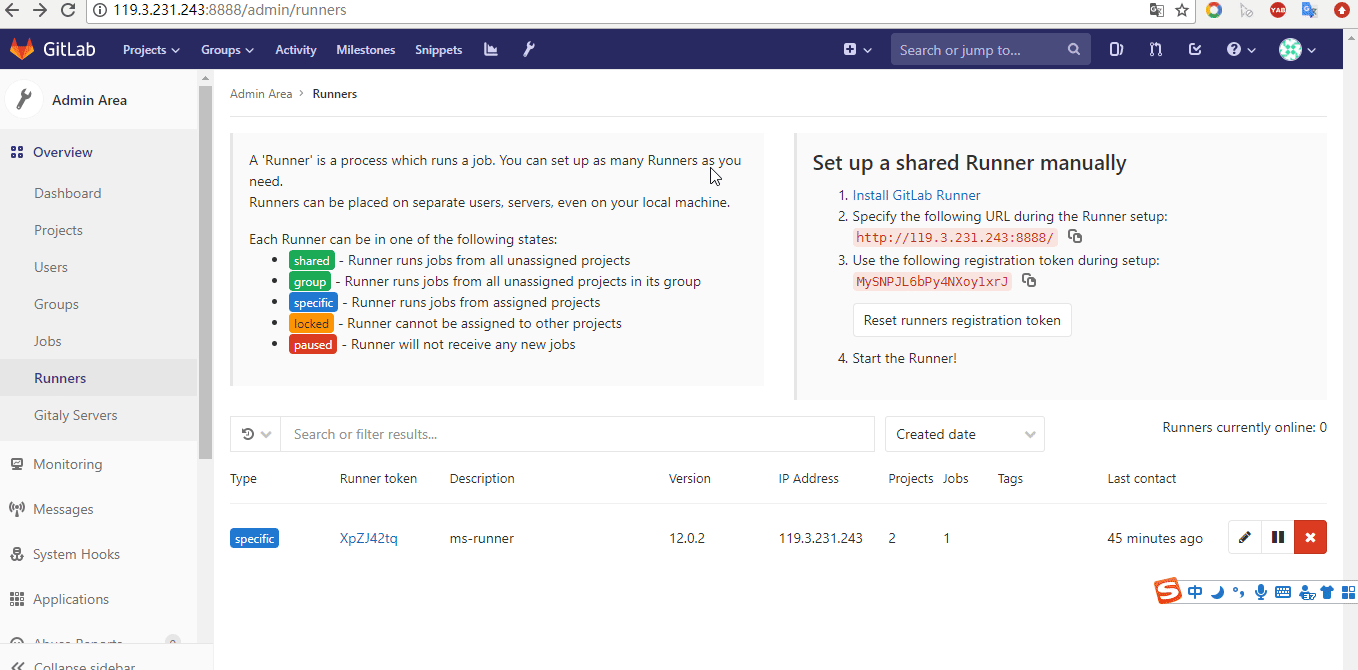 119.3.231.243:8888/admin/runners
YAB
GitLab
Projects
Groups
Activity
Milestones
Snippets
Search or jump to...
Admin Area
Admin Area > Runners
Overview
Dashboard
Projects
Users
Groups
Jobs
Runners
Gitaly Servers
Monitoring
Messages
System Hooks
Applications
Abuse Reports 0
Collapse sidebar
A 'Runner' is a process which runs a job. You can set up as many Runners as you
need.
Runners can be placed on separate users, servers, even on your local machine.
Each Runner can be in one of the following states:
shared - Runner runs jobs from all unassigned projects
group - Runner runs jobs from all unassigned projects in its group
specific - Runner runs jobs from assigned projects
locked - Runner cannot be assigned to other projects
paused - Runner will not receive any new jobs
Set up a shared Runner manually
1. Install GitLab Runner
2. Specify the following URL during the Runner setup:
http://119.3.231.243:8888/
3. Use the following registration token during setup:
MySNPJL6bPy4NXoy1xrJ
Reset runners registration token
4. Start the Runner!
Search or filter results...
Created date
Runners currently online: 0
Type Runner token Description Version IP Address Projects Jobs Tags Last contact
specific XpZJ42tq ms-runner 12.0.2 119.3.231.243 2 1 45 minutes ago
中